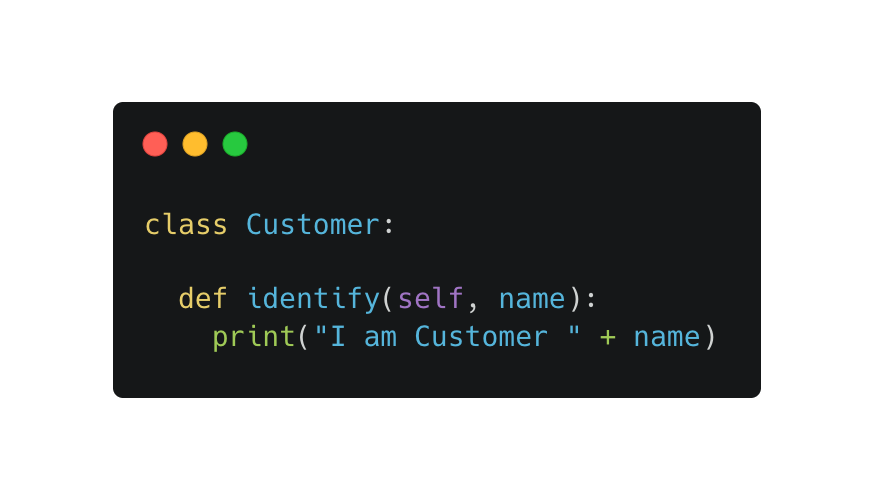 class Customer:
  def identify(self, name):
    print("I am Customer " + name)